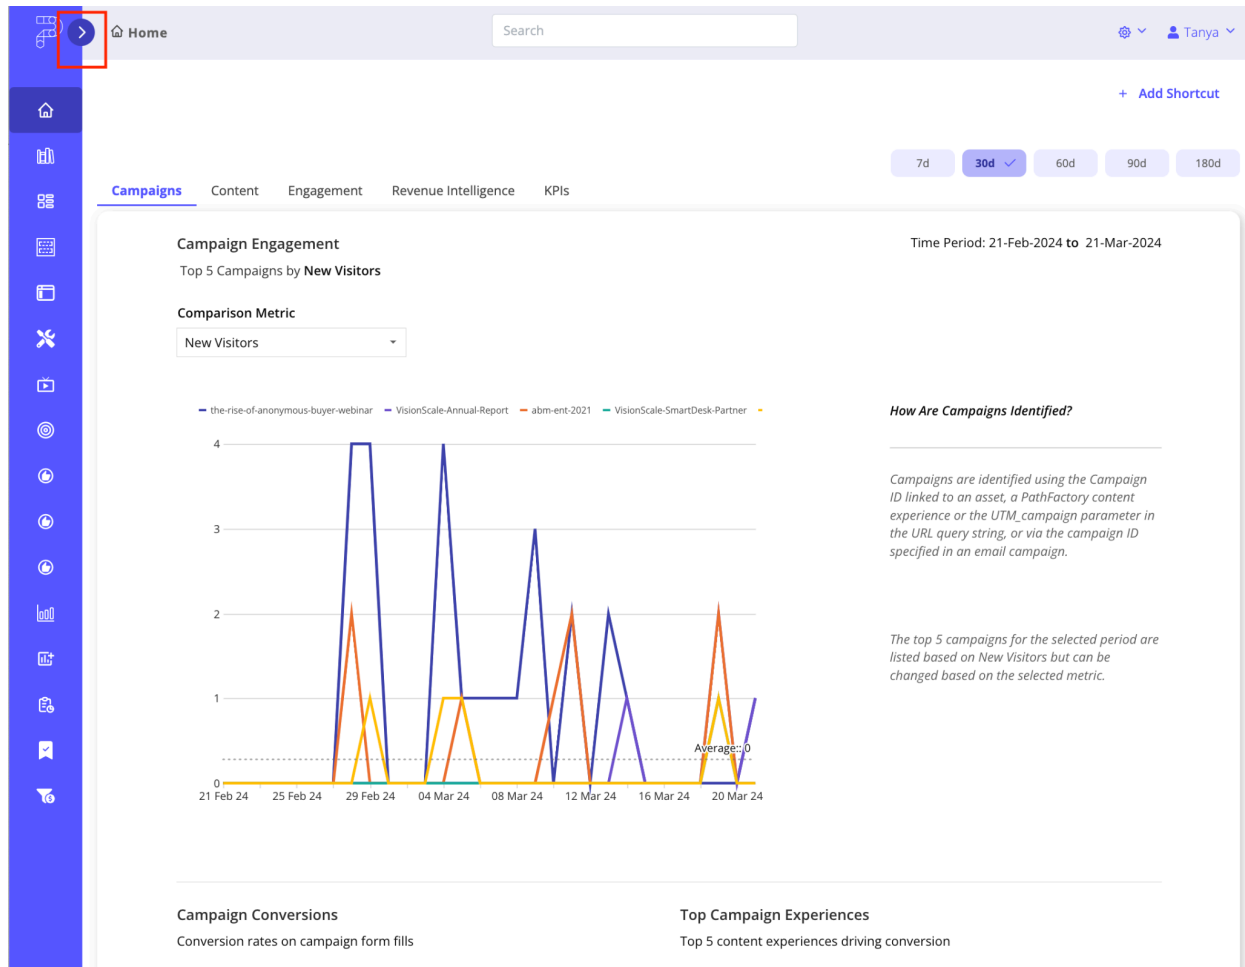 Home
Search
Tanya
+ Add Shortcut
7d 30d 60d 90d 180d
Campaigns Content Engagement Revenue Intelligence KPIs
Campaign Engagement
Time Period: 21-Feb-2024 to 21-Mar-2024
Top 5 Campaigns by New Visitors
Comparison Metric
New Visitors
the-rise-of-anonymous-buyer-webinar VisionScale-Annual-Report abm-ent-2021 VisionScale-SmartDesk-Partner
4
3
2
1
Average:: 0
0
21 Feb 24 25 Feb 24 29 Feb 24 04 Mar 24 08 Mar 24 12 Mar 24 16 Mar 24 20 Mar 24
How Are Campaigns Identified?
Campaigns are identified using the Campaign
ID linked to an asset, a PathFactory content
experience or the UTM_campaign parameter in
the URL query string, or via the campaign ID
specified in an email campaign.
The top 5 campaigns for the selected period are
listed based on New Visitors but can be
changed based on the selected metric.
Campaign Conversions
Conversion rates on campaign form fills
Top Campaign Experiences
Top 5 content experiences driving conversion